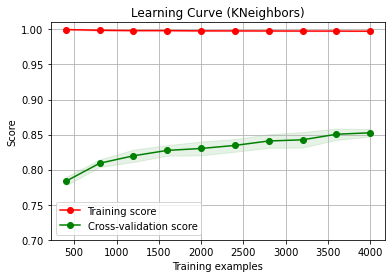 Learning Curve (KNeighbors)
1.00
0.95
0.90
0.85
0.80
0.75
0.70
Score
Training score
Cross-validation score
500 1000 1500 2000 2500 3000 3500 4000
Training examples